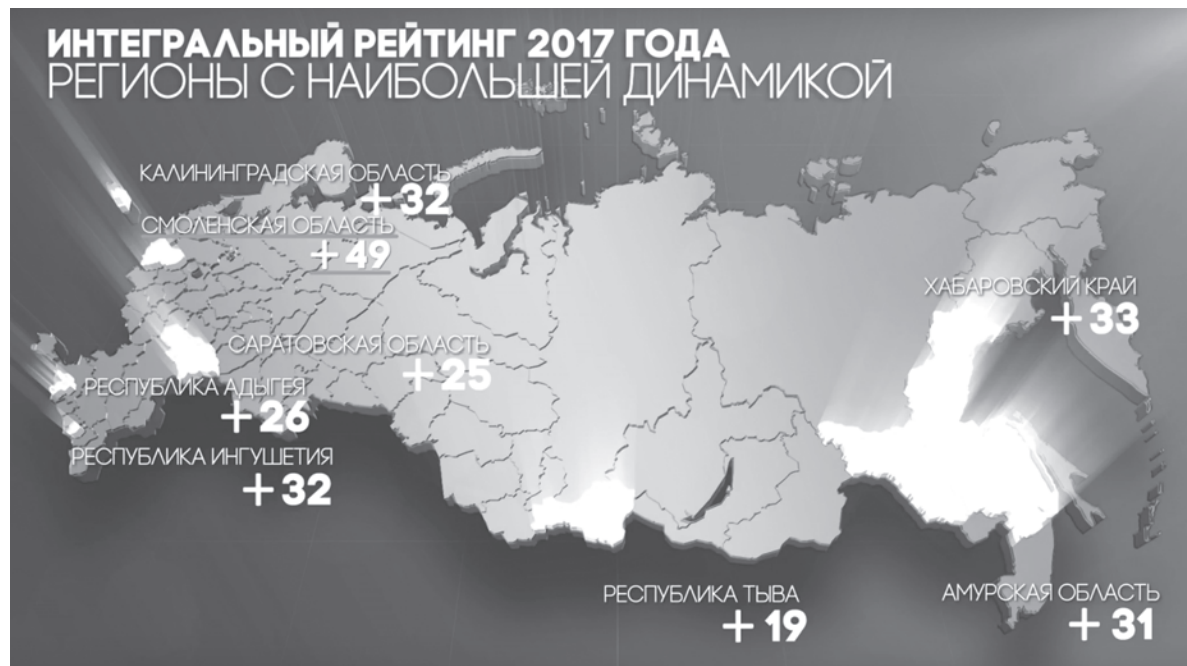 ИНТЕГРАЛЬНЫЙ РЕЙТИНГ 2017 ГОДА
РЕГИОНЫ С НАИБОЛЬШЕЙ ДИНАМИКОЙ
КАЛИНИНГРАДСКАЯ ОБЛАСТЬ
+32
СМОЛЕНСКАЯ ОБЛАСТЬ
+49
ХАБАРОВСКИЙ КРАЙ
+33
САРАТОВСКАЯ ОБЛАСТЬ
+25
РЕСПУБЛИКА АДЫГЕЯ
+26
РЕСПУБЛИКА ИНГУШЕТИЯ
+32
РЕСПУБЛИКА ТЫВА
+19
АМУРСКАЯ ОБЛАСТЬ
+31